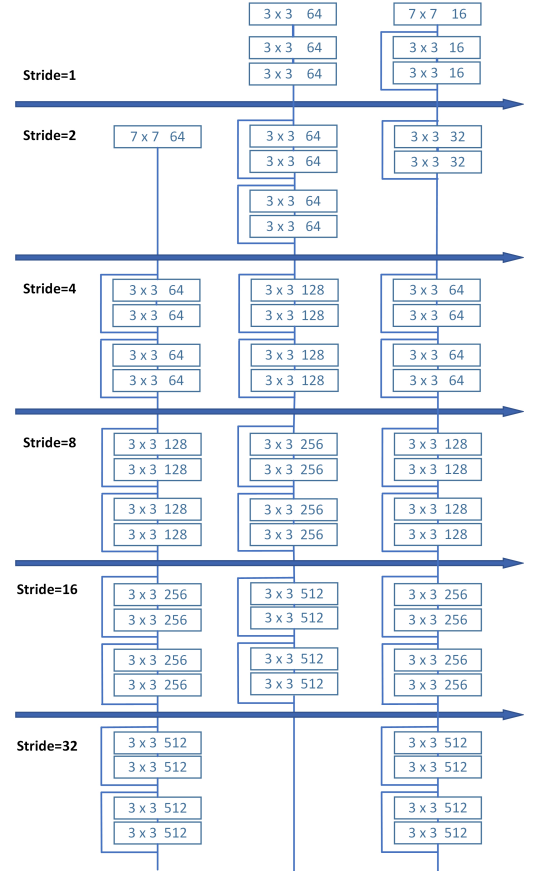 3 x 3 64 7 x 7 16
3 x 3 64 3 x 3 16
Stride=1 3 x 3 64 3 x 3 16
Stride=2 7 x 7 64 3 x 3 64 3 x 3 32
3 x 3 64 3 x 3 32
3 x 3 64
3 x 3 64
Stride=4 3 x 3 64 3 x 3 128 3 x 3 64
3 x 3 64 3 x 3 128 3 x 3 64
3 x 3 64 3 x 3 128 3 x 3 64
3 x 3 64 3 x 3 128 3 x 3 64
Stride=8 3 x 3 128 3 x 3 256 3 x 3 128
3 x 3 128 3 x 3 256 3 x 3 128
3 x 3 128 3 x 3 256 3 x 3 128
3 x 3 128 3 x 3 256 3 x 3 128
Stride=16 3 x 3 256 3 x 3 512 3 x 3 256
3 x 3 256 3 x 3 512 3 x 3 256
3 x 3 256 3 x 3 512 3 x 3 256
3 x 3 256 3 x 3 512 3 x 3 256
Stride=32 3 x 3 512 3 x 3 512
3 x 3 512 3 x 3 512
3 x 3 512 3 x 3 512
3 x 3 512 3 x 3 512